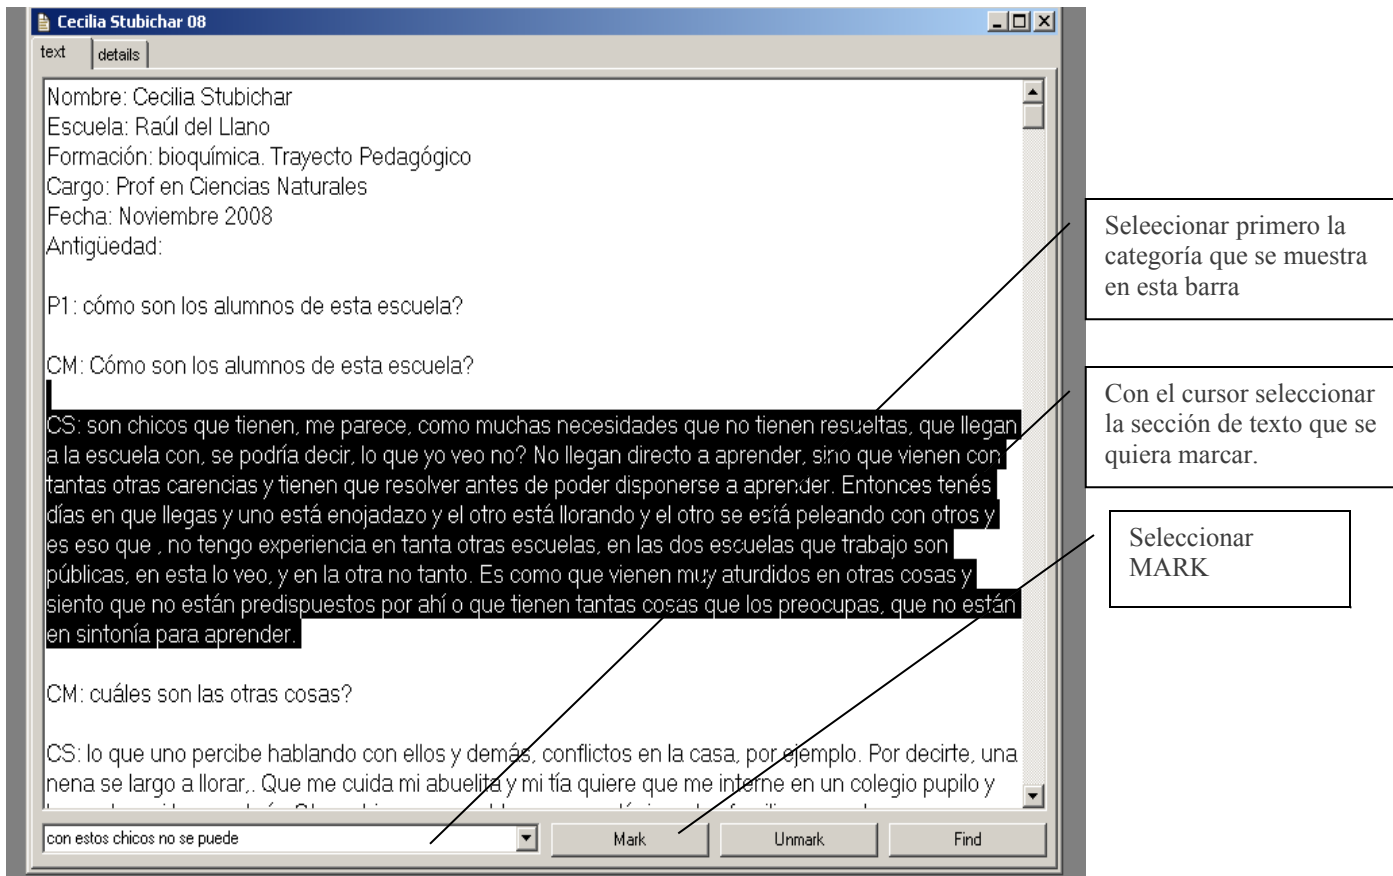 Cecilia Stubichar 08
text
details
Nombre: Cecilia Stubichar
Escuela: Raúl del Llano
Formación: bioquímica. Trayecto Pedagógico
Cargo: Prof en Ciencias Naturales
Fecha: Noviembre 2008
Antigüedad:
P1: cómo son los alumnos de esta escuela?
CM: Cómo son los alumnos de esta escuela?
CS: son chicos que tienen, me parece, como muchas necesidades que no tienen resueltas, que llegan
a la escuela con, se podría decir, lo que yo veo no? No llegan directo a aprender, sino que vienen con
tantas otras carencias y tienen que resolver antes de poder disponerse a aprender. Entonces tenés
días en que llegas y uno está enojadazo y el otro está llorando y el otro se está peleando con otros y
es eso que , no tengo experiencia en tanta otras escuelas, en las dos escuelas que trabajo son
públicas, en esta lo veo, y en la otra no tanto. Es como que vienen muy aturdidos en otras cosas y
siento que no están predispuestos por ahí o que tienen tantas cosas que los preocupas, que no están
en sintonía para aprender.
CM: cuáles son las otras cosas?
CS: lo que uno percibe hablando con ellos y demás, conflictos en la casa, por ejemplo. Por decirte, una
nena se largo a llorar,. Que me cuida mi abuelita y mi tía quiere que me interne en un colegio pupilo y
con estos chicos no se puede
Mark
Unmark
Find
Seleecionar primero la
categoría que se muestra
en esta barra
Con el cursor seleccionar
la sección de texto que se
quiera marcar.
Seleccionar
MARK